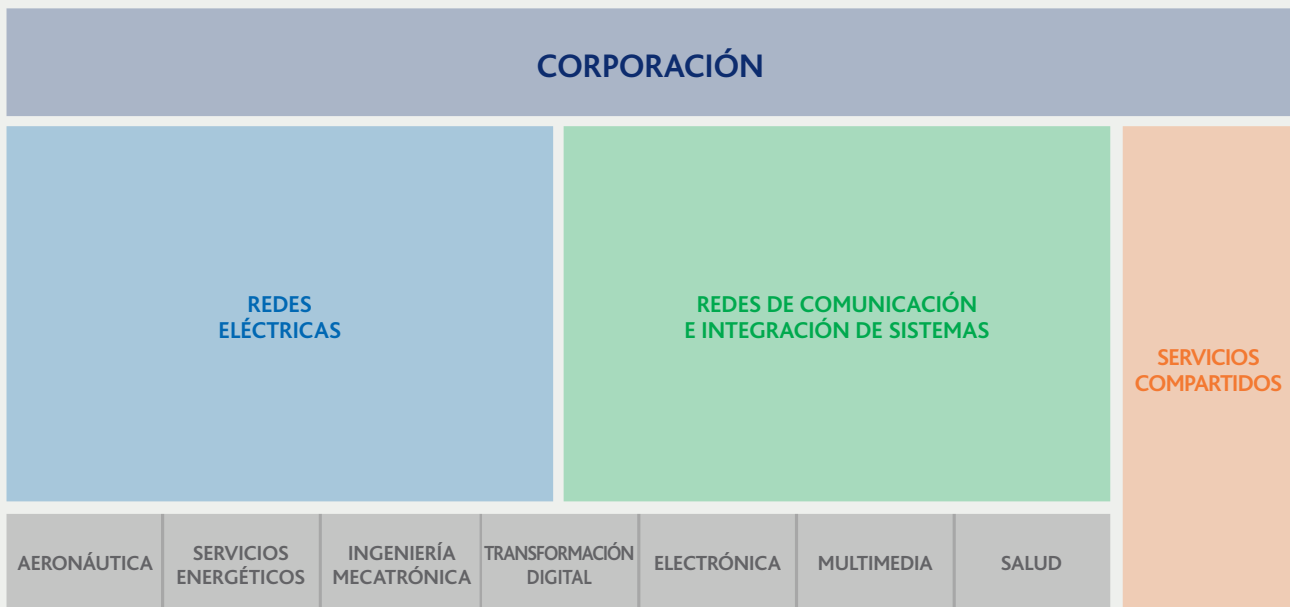 CORPORACIÓN
REDES
ELÉCTRICAS
REDES DE COMUNICACIÓN
E INTEGRACIÓN DE SISTEMAS
SERVICIOS
COMPARTIDOS
AERONÁUTICA
SERVICIOS
ENERGÉTICOS
INGENIERÍA
MECATRÓNICA
TRANSFORMACIÓN
DIGITAL
ELECTRÓNICA
MULTIMEDIA
SALUD